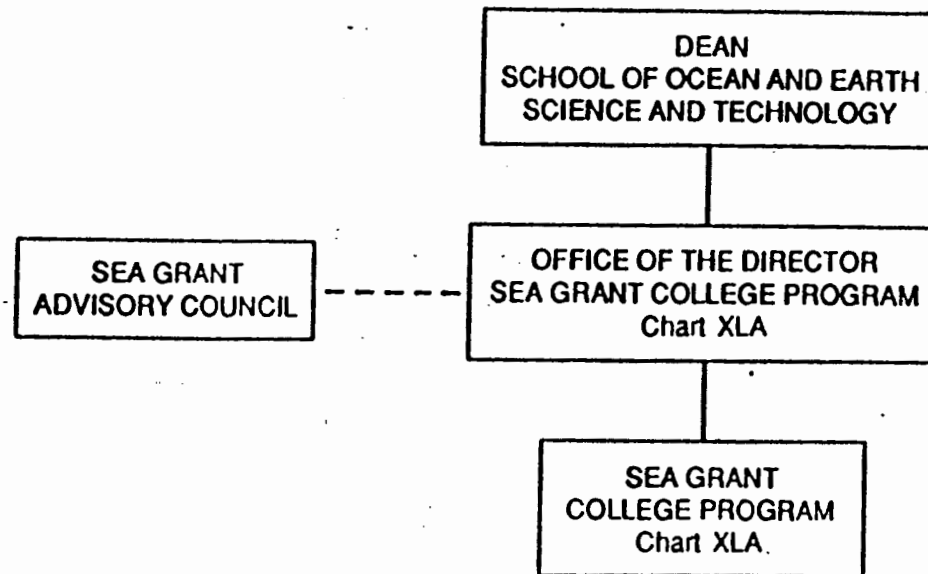 DEAN
SCHOOL OF OCEAN AND EARTH
SCIENCE AND TECHNOLOGY
SEA GRANT
ADVISORY COUNCIL
OFFICE OF THE DIRECTOR
SEA GRANT COLLEGE PROGRAM
Chart XLA
SEA GRANT
COLLEGE PROGRAM
Chart XLA.